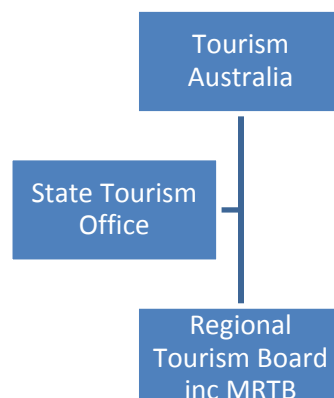 Tourism
Australia
State Tourism
Office
Regional
Tourism Board
inc MRTB